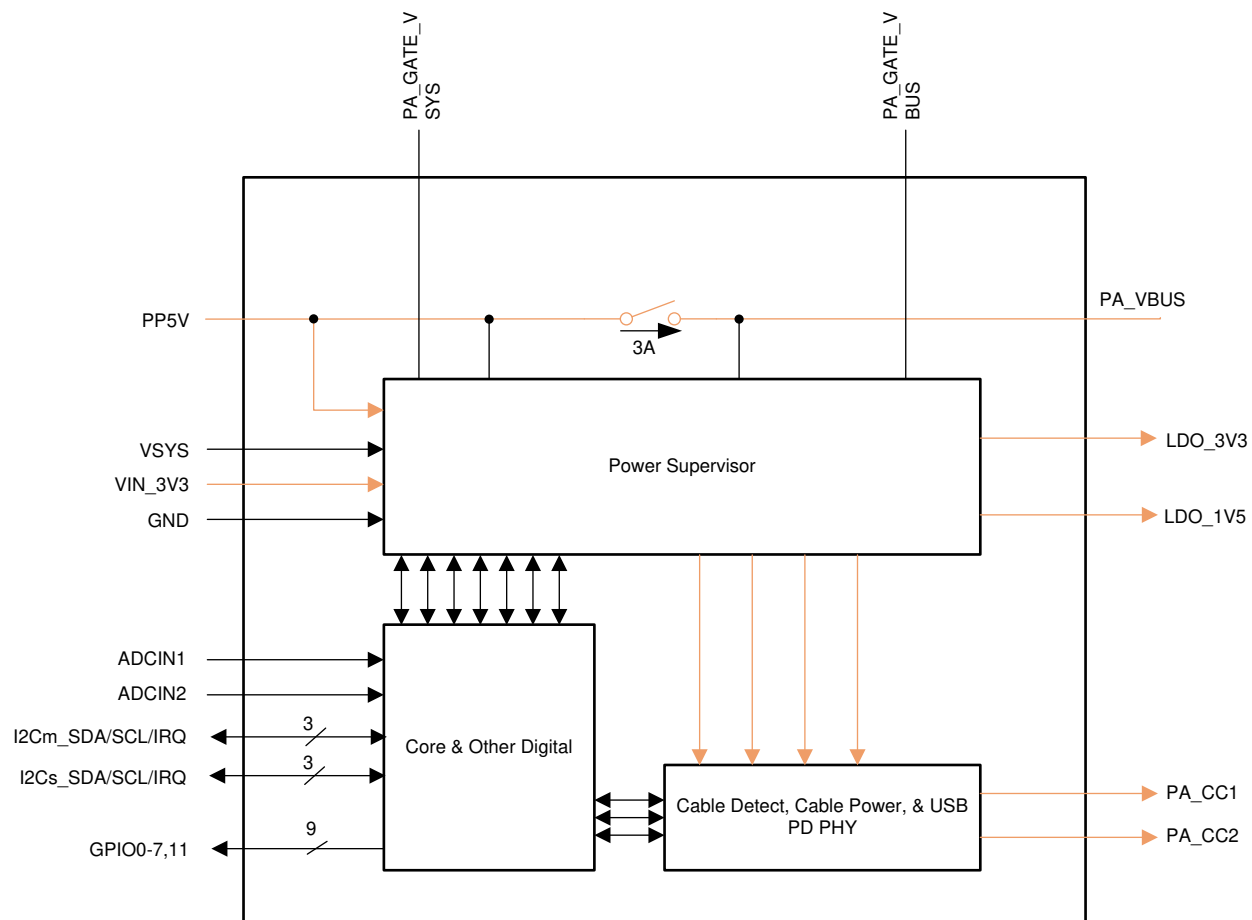 PA_GATE_V
SYS
PA_GATE_V
BUS
PP5V
3A
PA_VBUS
VSYS
VIN_3V3
GND
Power Supervisor
LDO_3V3
LDO_1V5
ADCIN1
ADCIN2
I2Cm_SDA/SCL/IRQ
3
I2Cs_SDA/SCL/IRQ
3
GPIO0-7,11
9
Core & Other Digital
Cable Detect, Cable Power, & USB
PD PHY
PA_CC1
PA_CC2